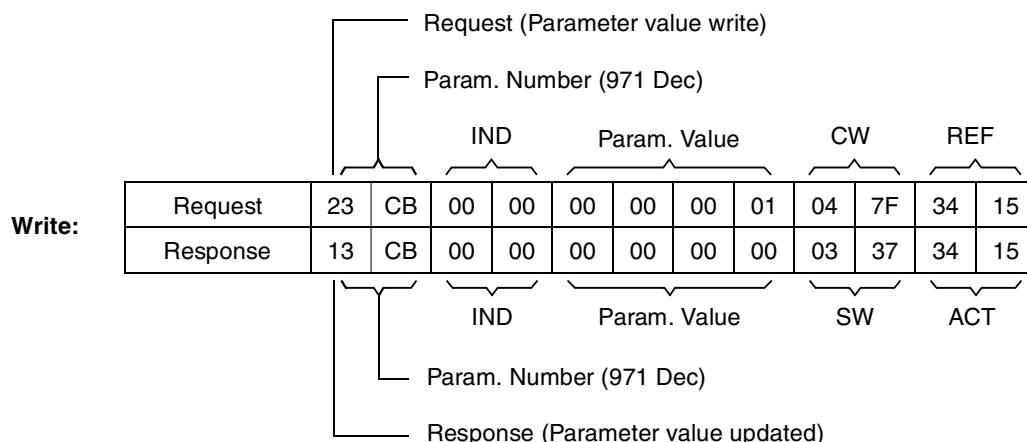 Request (Parameter value write)
Param. Number (971 Dec)
IND Param. Value CW REF
Write:
Request 23 CB 00 00 00 00 00 01 04 7F 34 15
Response 13 CB 00 00 00 00 00 00 03 37 34 15
IND Param. Value SW ACT
Param. Number (971 Dec)
Response (Parameter value updated)